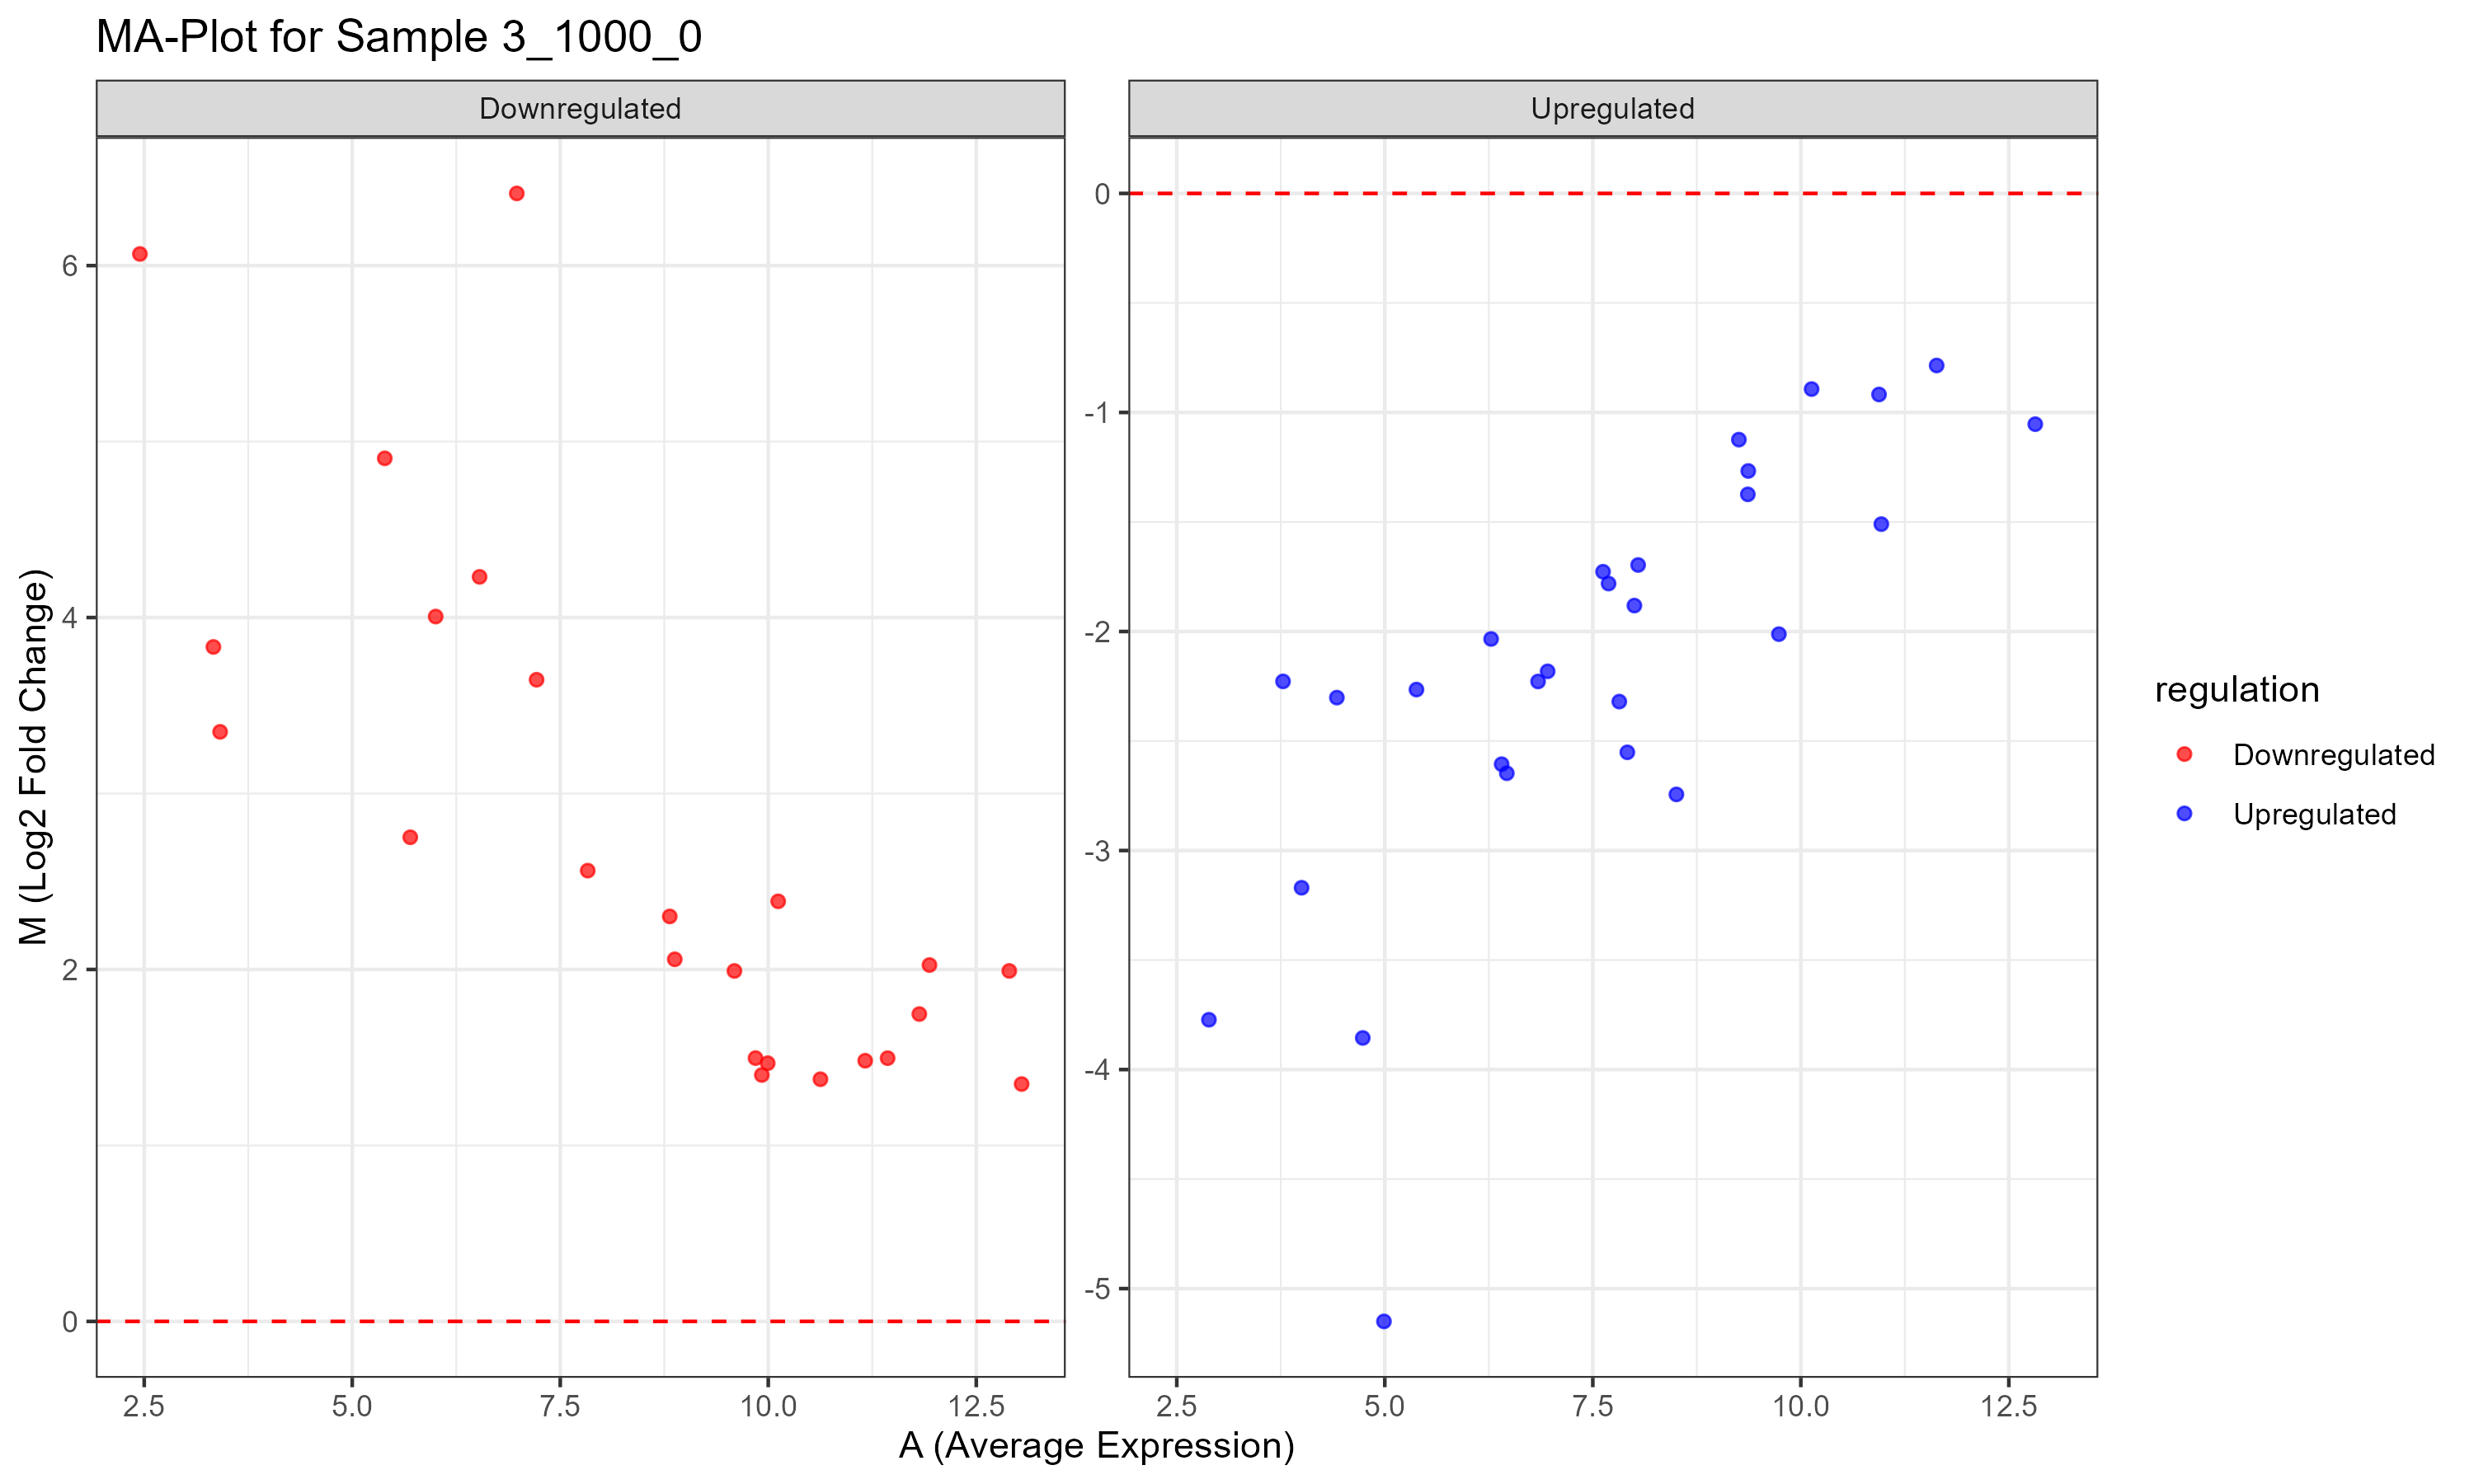 MA-Plot for Sample 3_1000_0
Downregulated
Upregulated
M (Log2 Fold Change)
6
4
2
0
0
-1
-2
-3
-4
-5
2.5
5.0
7.5
10.0
12.5
2.5
5.0
7.5
10.0
12.5
A (Average Expression)
regulation
Downregulated
Upregulated